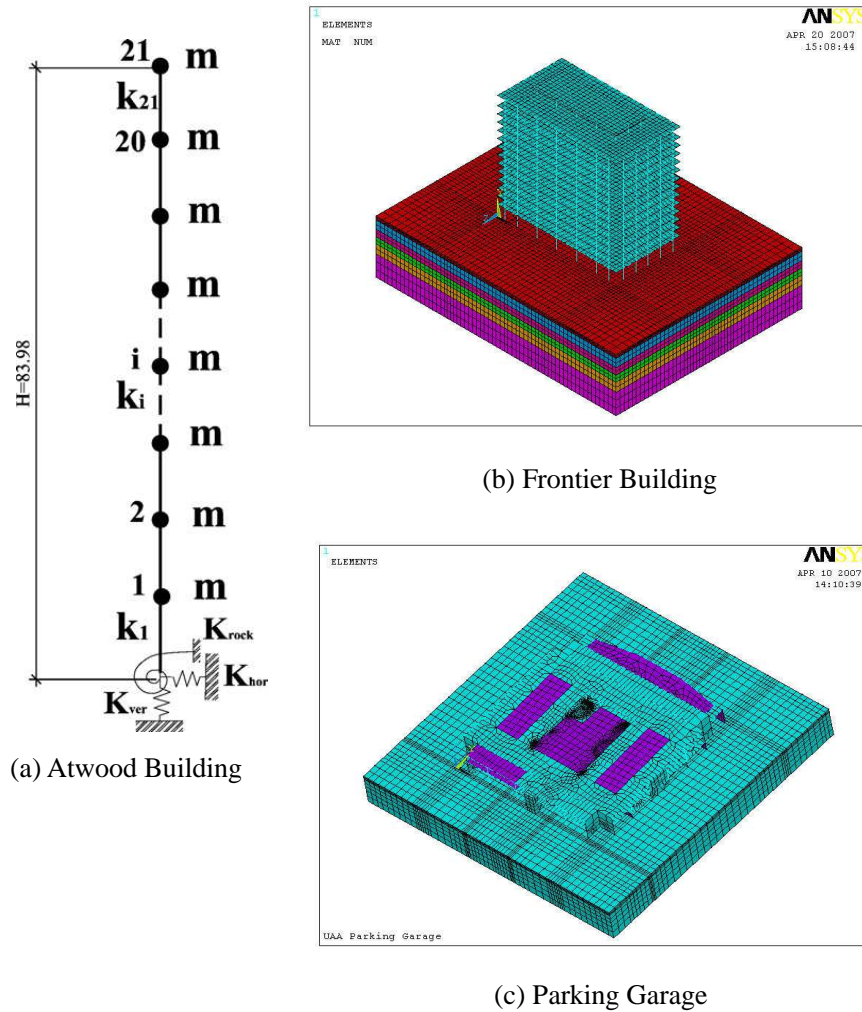 21 m
k21
20 m
m
m
i m
ki
m
2 m
1 m
k1
Krock
Khor
Kver
H=83.98
(a) Atwood Building
1
ELEMENTS
MAT NUM
ANSYS
APR 20 2007
15:08:44
Z
(b) Frontier Building
1
ELEMENTS
ANSYS
APR 10 2007
14:10:39
UAA Parking Garage
(c) Parking Garage